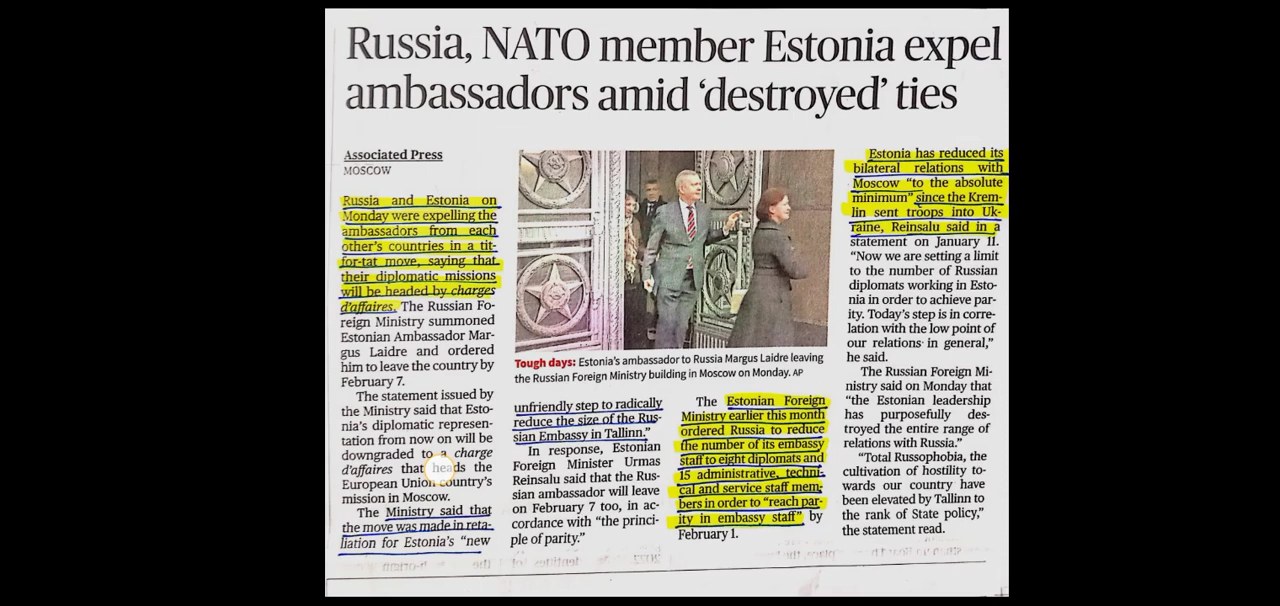 Russia, NATO member Estonia expel
ambassadors amid ‘destroyed’ ties
Associated Press
MOSCOW
Russia and Estonia on
Monday were expelling the
ambassadors from each
other’s countries in a tit-
for-tat move, saying that
their diplomatic missions
will be headed by charges
d’affaires. The Russian Fo-
reign Ministry summoned
Estonian Ambassador Mar-
gus Laidre and ordered
him to leave the country by
February 7.
The statement issued by
the Ministry said that Esto-
nia’s diplomatic represen-
tation from now on will be
downgraded to a charge
d’affaires that heads the
European Union country’s
mission in Moscow.
The Ministry said that
the move was made in reta-
liation for Estonia’s “new
Tough days: Estonia’s ambassador to Russia Margus Laidre leaving
the Russian Foreign Ministry building in Moscow on Monday. AP
unfriendly step to radically
reduce the size of the Rus-
sian Embassy in Tallinn.”
In response, Estonian
Foreign Minister Urmas
Reinsalu said that the Rus-
sian ambassador will leave
on February 7 too, in ac-
cordance with “the princi-
ple of parity.”
The Estonian Foreign
Ministry earlier this month
ordered Russia to reduce
the number of its embassy
staff to eight diplomats and
15 administrative, techni-
cal and service staff mem-
bers in order to “reach par-
ity in embassy staff” by
February 1.
Estonia has reduced its
bilateral relations with
Moscow “to the absolute
minimum” since the Krem-
lin sent troops into Uk-
raine, Reinsalu said in a
statement on January 11.
“Now we are setting a limit
to the number of Russian
diplomats working in Esto-
nia in order to achieve par-
ity. Today’s step is in corre-
lation with the low point of
our relations in general,”
he said.
The Russian Foreign Mi-
nistry said on Monday that
“the Estonian leadership
has purposefully des-
troyed the entire range of
relations with Russia.”
“Total Russophobia, the
cultivation of hostility to-
wards our country have
been elevated by Tallinn to
the rank of State policy,”
the statement read.